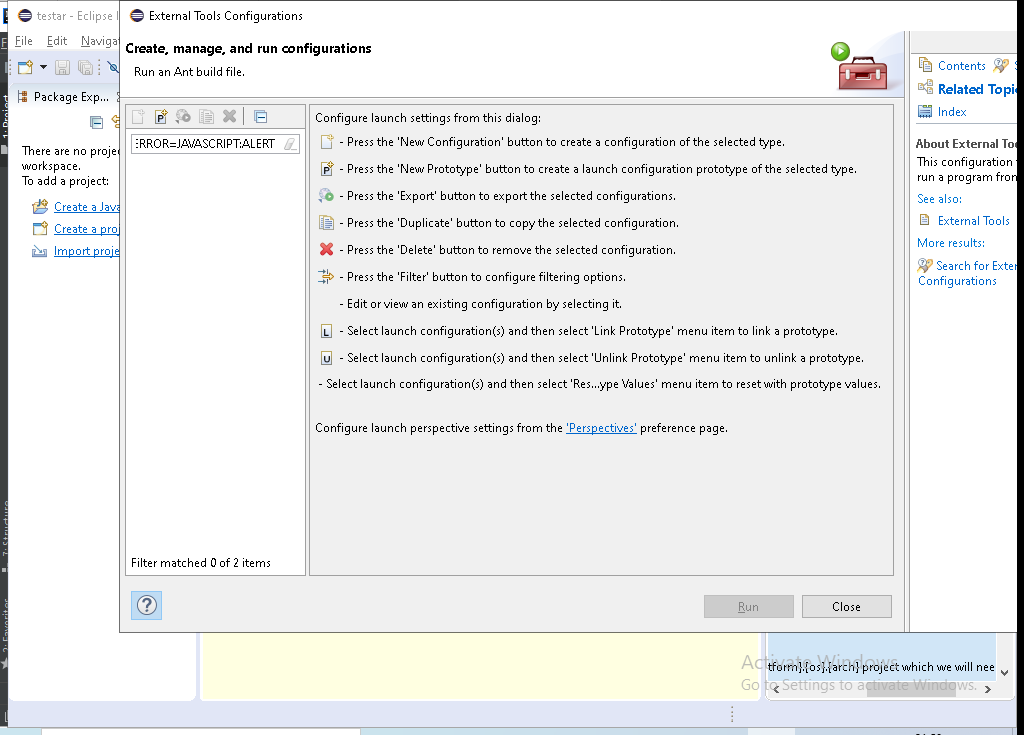 testar - Eclipse I
External Tools Configurations
File Edit Naviga
Create, manage, and run configurations
Run an Ant build file.
Package Exp...
There are no proje
workspace.
To add a project:
Create a Java
Create a proj
Import proje
RROR=JAVASCRIPT:ALERT
Filter matched 0 of 2 items
Configure launch settings from this dialog:
- Press the 'New Configuration' button to create a configuration of the selected type.
P - Press the 'New Prototype' button to create a launch configuration prototype of the selected type.
- Press the 'Export' button to export the selected configurations.
- Press the 'Duplicate' button to copy the selected configuration.
- Press the 'Delete' button to remove the selected configuration.
- Press the 'Filter' button to configure filtering options.
- Edit or view an existing configuration by selecting it.
L - Select launch configuration(s) and then select 'Link Prototype' menu item to link a prototype.
U - Select launch configuration(s) and then select 'Unlink Prototype' menu item to unlink a prototype.
- Select launch configuration(s) and then select 'Res...ype Values' menu item to reset with prototype values.
Configure launch perspective settings from the 'Perspectives' preference page.
?
Run
Close
Contents
Related Topi
Index
About External Too
This configuration
run a program from
See also:
External Tools
More results:
Search for Exter
Configurations
Activate Windows
tform}.{os}.{arch} project which we will nee
Go to Settings to activate Windows.